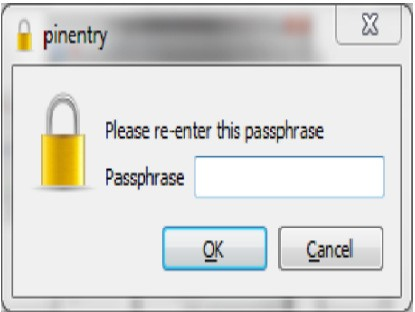 pinentry
Please re-enter this passphrase
Passphrase
OK
Cancel